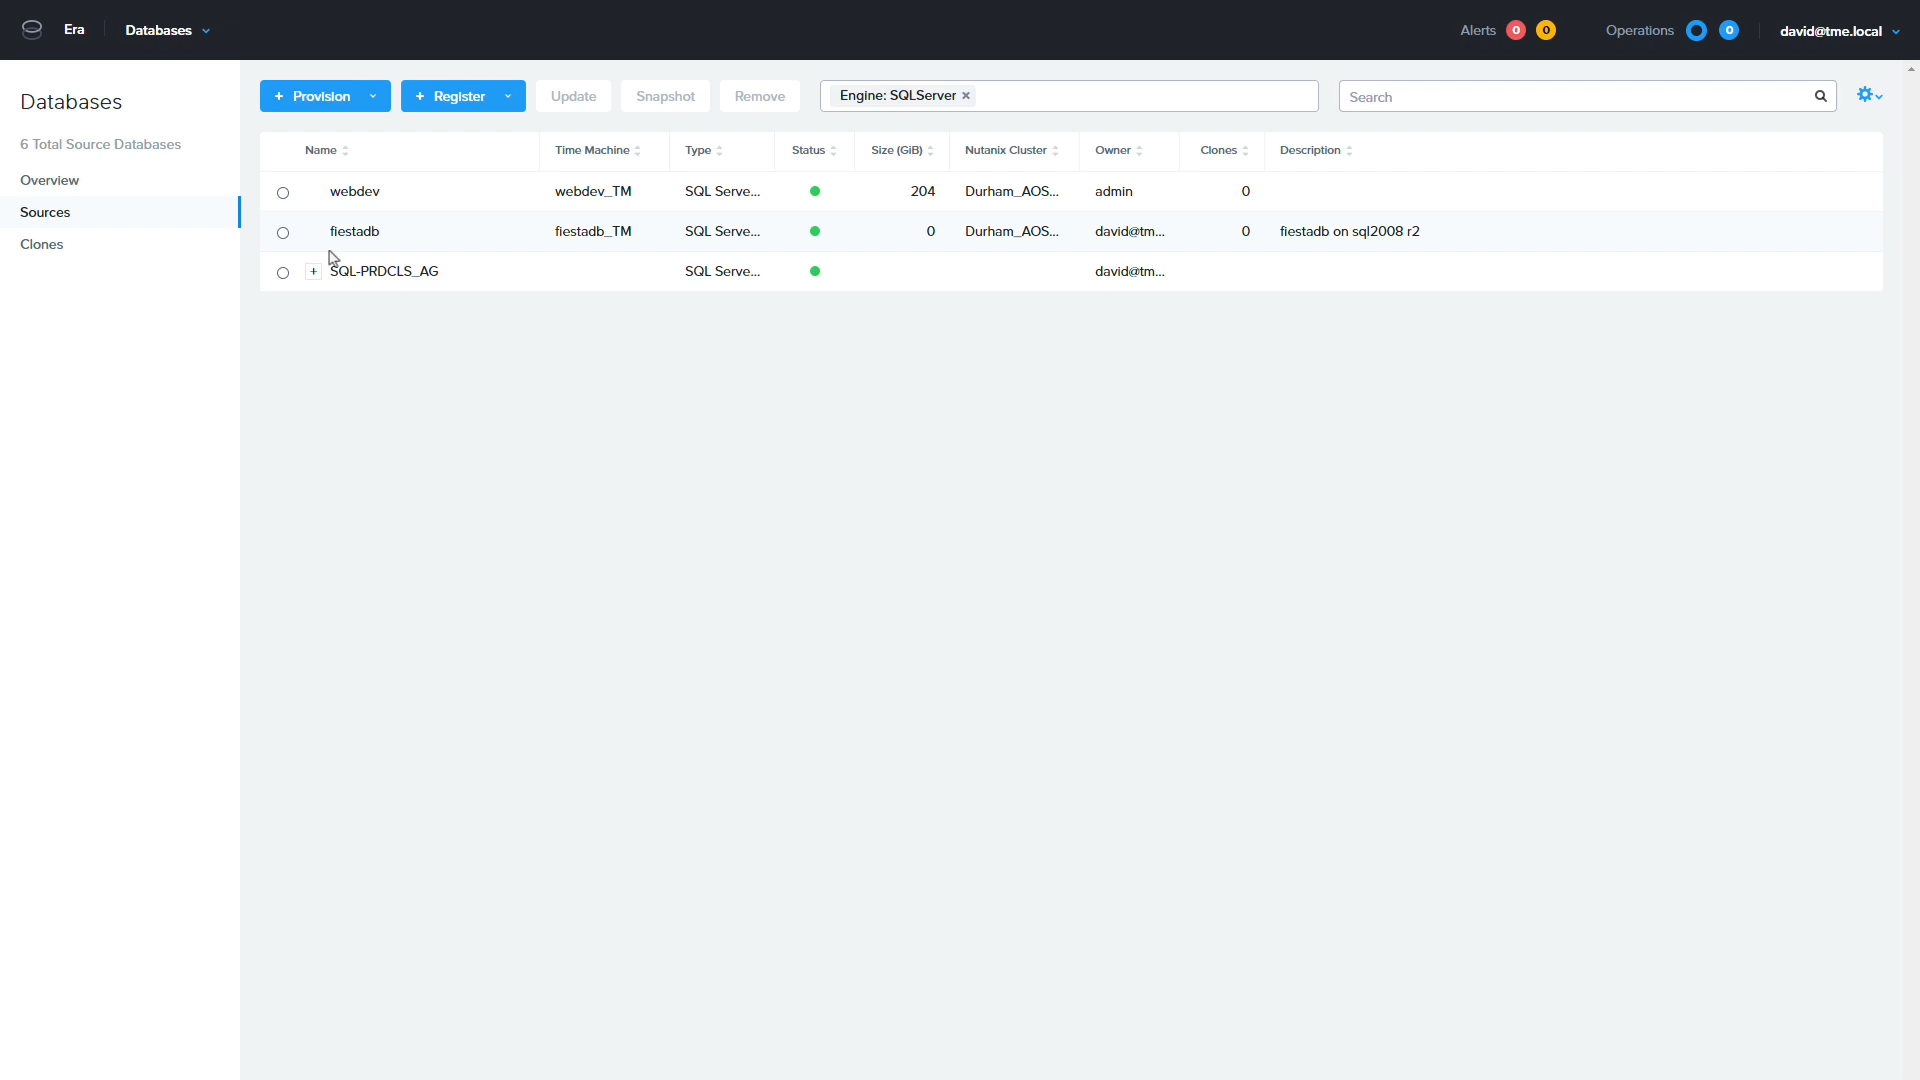 Era
Databases
Alerts 0 0
Operations 0
david@tme.local
Databases
6 Total Source Databases
Overview
Sources
Clones
+ Provision
+ Register
Update
Snapshot
Remove
Engine: SQLServer ×
Search
Name Time Machine Type Status Size (GiB) Nutanix Cluster Owner Clones Description
webdev webdev_TM SQL Serve... 204 Durham_AOS... admin 0
fiestadb fiestadb_TM SQL Serve... 0 Durham_AOS... david@tm... 0 fiestadb on sql2008 r2
+ SQL-PRDCLS_AG SQL Serve... david@tm...